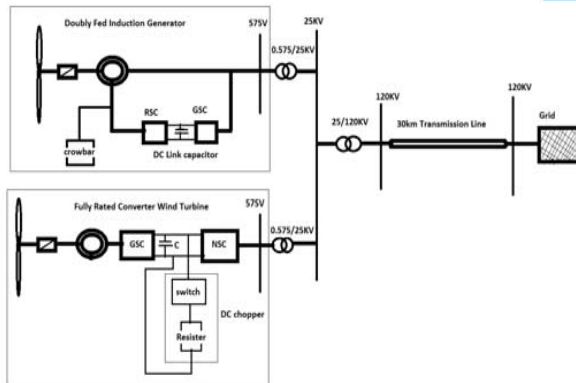 Doubly Fed Induction Generator
575V
25KV
0.575/25KV
RSC
GSC
crowbar
DC Link capacitor
120KV
120KV
30km Transmission Line
Grid
25/120KV
Fully Rated Converter Wind Turbine
575V
0.575/25KV
GSC
C
NSC
switch
DC chopper
Resister